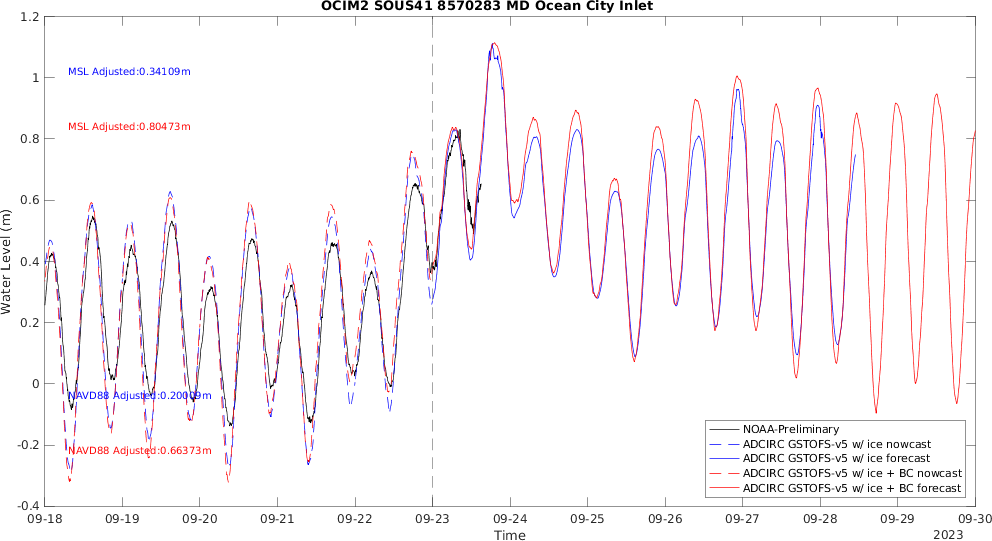 OCIM2 SOUS41 8570283 MD Ocean City Inlet
1.2
1
0.8
0.6
0.4
0.2
0
-0.2
-0.4
Water Level (m)
MSL Adjusted:0.34109m
MSL Adjusted:0.80473m
NAVD88 Adjusted:0.20009m
NAVD88 Adjusted:0.66373m
NOAA-Preliminary
ADCIRC GSTOFS-v5 w/ ice nowcast
ADCIRC GSTOFS-v5 w/ ice forecast
ADCIRC GSTOFS-v5 w/ ice + BC nowcast
ADCIRC GSTOFS-v5 w/ ice + BC forecast
09-18 09-19 09-20 09-21 09-22 09-23 09-24 09-25 09-26 09-27 09-28 09-29 09-30
Time
2023